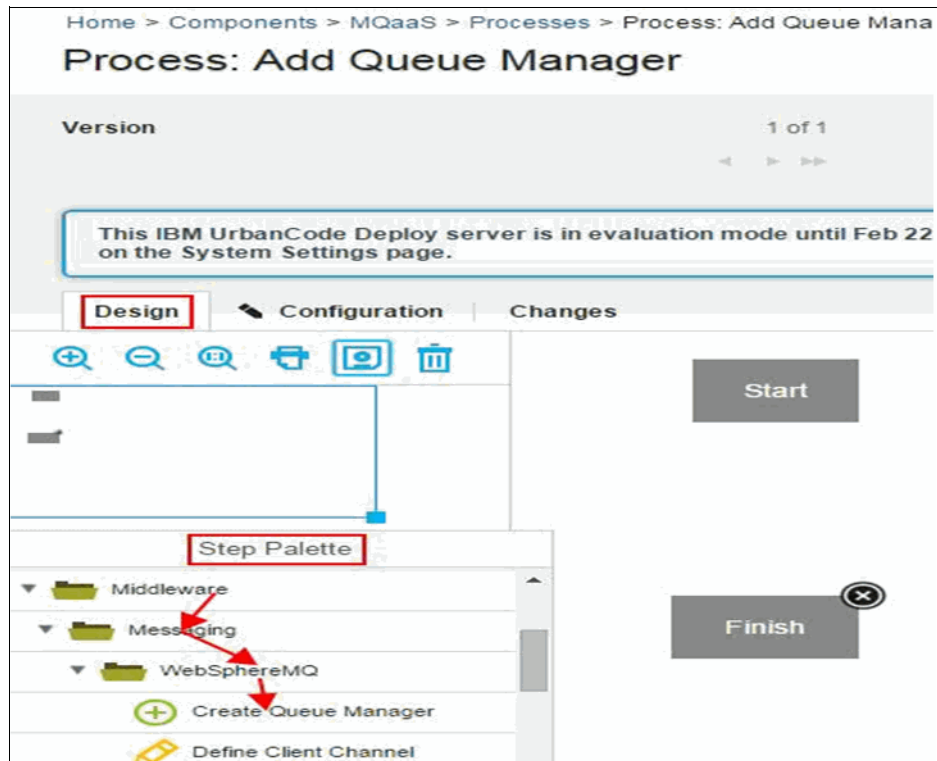 Home > Components > MQaaS > Processes > Process: Add Queue Mana
Process: Add Queue Manager
Version
1 of 1
This IBM UrbanCode Deploy server is in evaluation mode until Feb 22
on the System Settings page.
Design
Configuration
Changes
Start
Step Palette
Middleware
Messaging
WebSphereMQ
Create Queue Manager
Define Client Channel
Finish